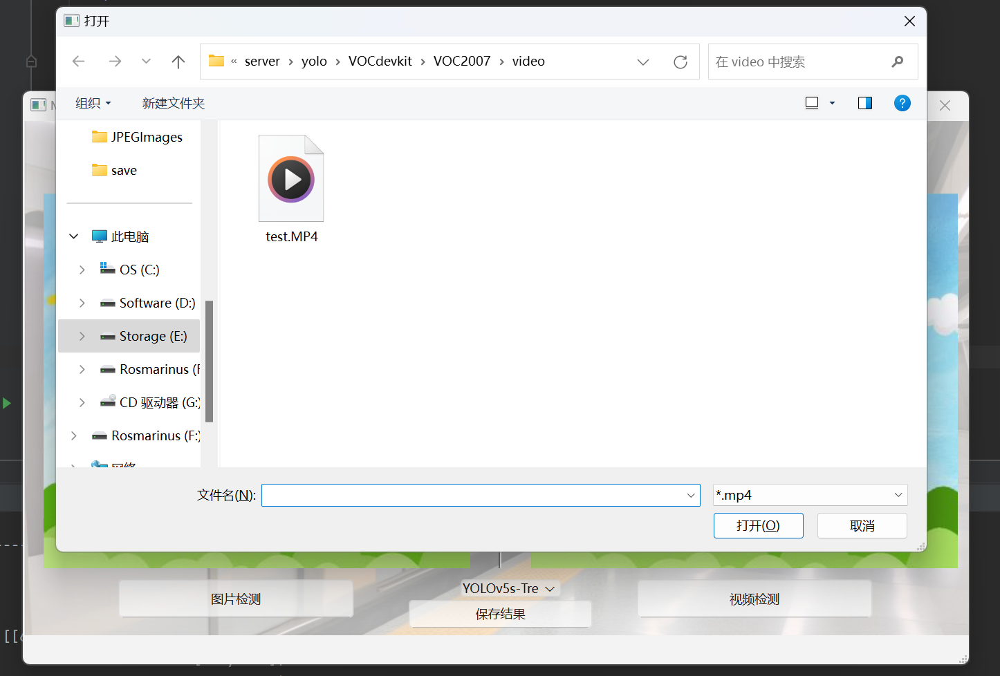 打开
« server › yolo › VOCdevkit › VOC2007 › video
在 video 中搜索
组织
新建文件夹
JPEGImages
save
test.MP4
此电脑
OS (C:)
Software (D:)
Storage (E:)
Rosmarinus (F
CD 驱动器 (G:)
Rosmarinus (F:)
网络
文件名(N):
*.mp4
打开(O)
取消
图片检测
YOLOv5s-Tre
保存结果
视频检测
[[